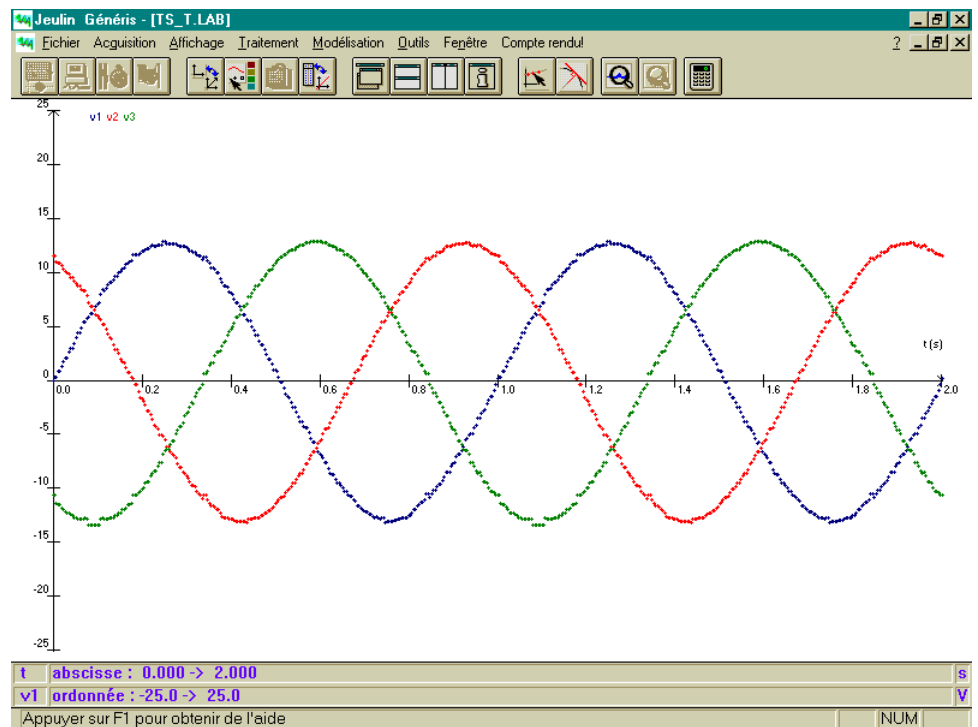 Jeulin Généris - [TS_T.LAB]
Fichier Acquisition Affichage Traitement Modélisation Outils Fenêtre Compte rendu! ?
25
v1 v2 v3
20
15
10
5
t (s)
0
0.0 0.2 0.4 0.6 0.8 1.0 1.2 1.4 1.6 1.8 2.0
-5
-10
-15
-20
-25
t abscisse : 0.000 -> 2.000 s
v1 ordonnée : -25.0 -> 25.0 V
Appuyer sur F1 pour obtenir de l'aide NUM